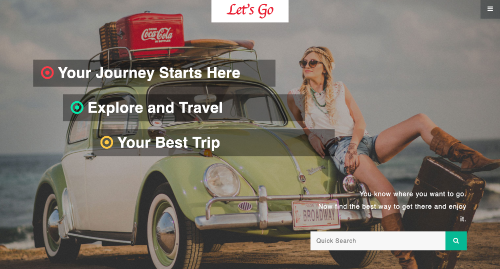 Let's Go
Coca-Cola
Your Journey Starts Here
Explore and Travel
Your Best Trip
BROADWAY
You know where you want to go.
Now find the best way to get there and enjoy
it.
Quick Search